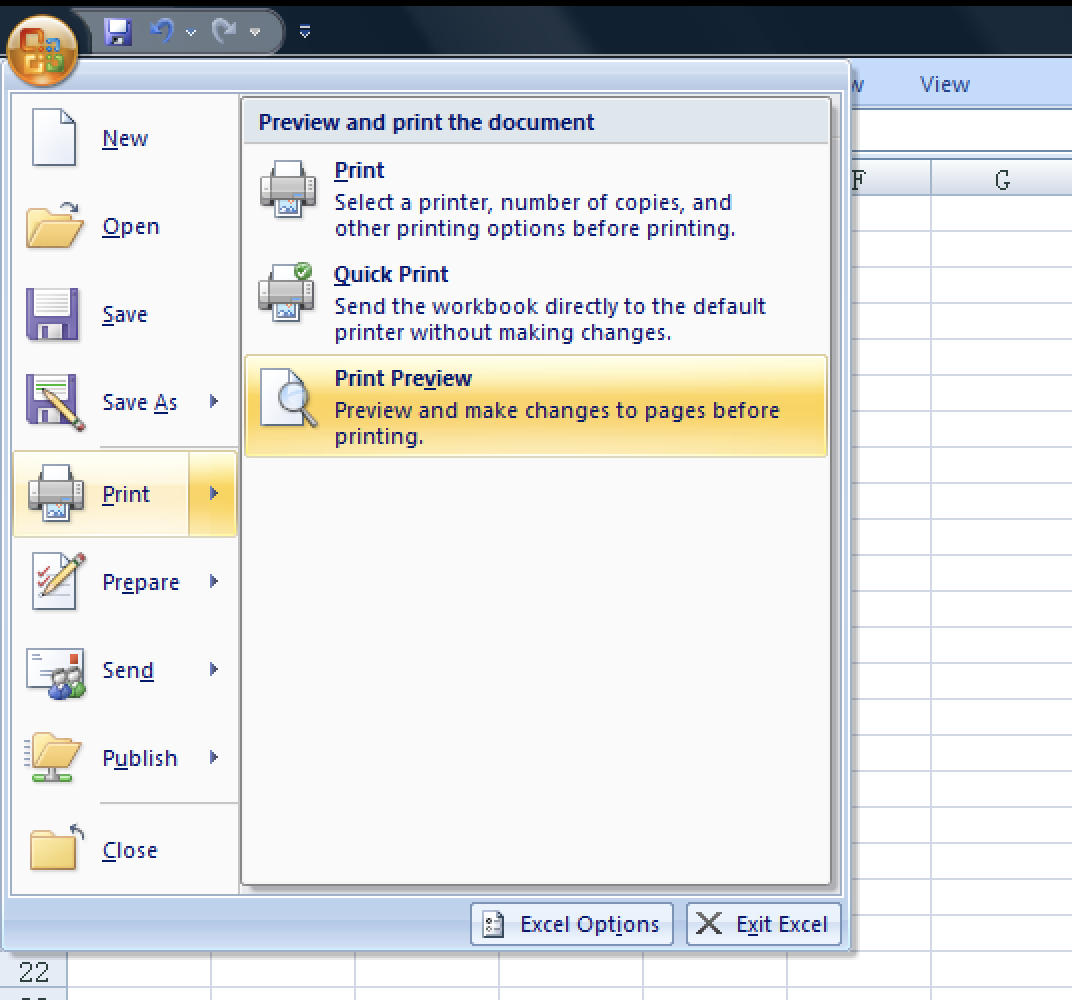 w
View
F
G
New
Open
Save
Save As
Print
Prepare
Send
Publish
Close
Preview and print the document
Print
Select a printer, number of copies, and
other printing options before printing.
Quick Print
Send the workbook directly to the default
printer without making changes.
Print Preview
Preview and make changes to pages before
printing.
Excel Options
Exit Excel
22